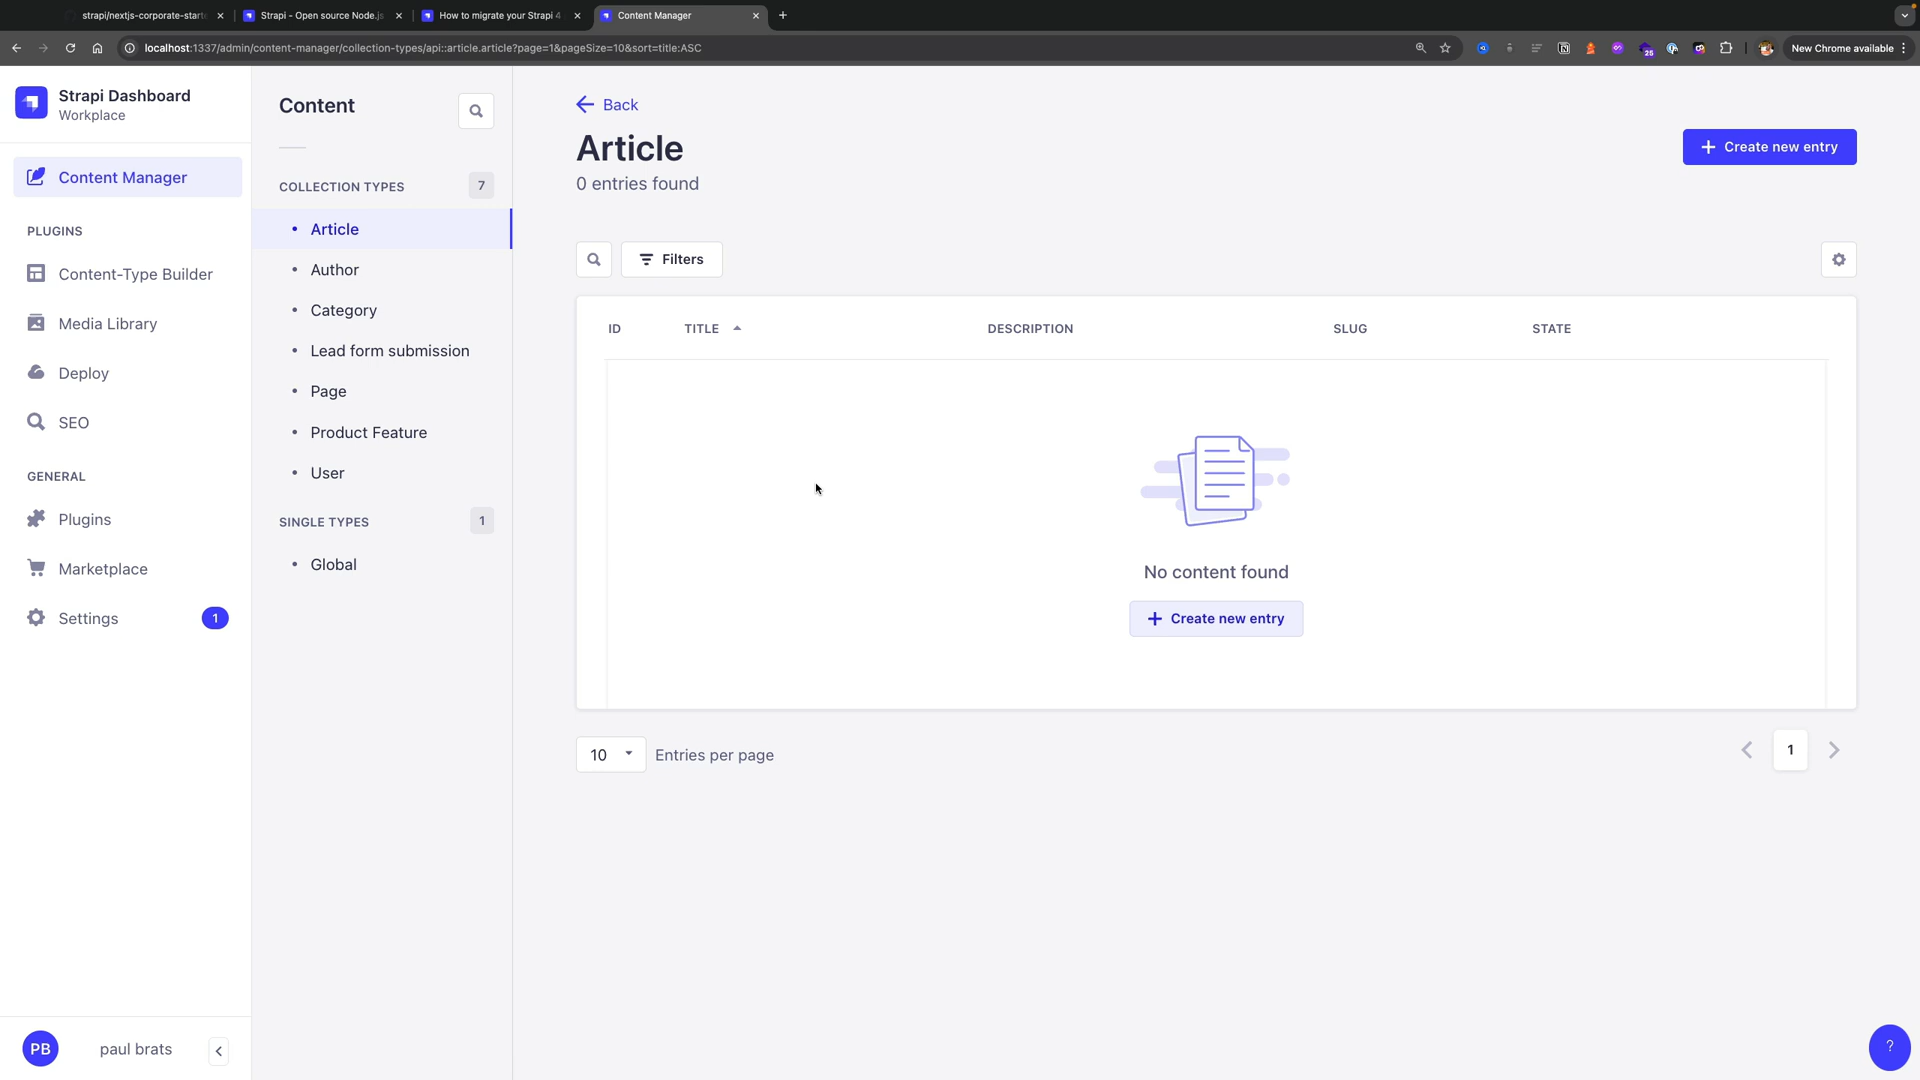 strapi/nextjs-corporate-starte
Strapi - Open source Node.js
How to migrate your Strapi 4
Content Manager
localhost:1337/admin/content-manager/collection-types/api::article.article?page=1&pageSize=10&sort=title:ASC
25
New Chrome available
Strapi Dashboard
Workplace
Content Manager
PLUGINS
Content-Type Builder
Media Library
Deploy
SEO
GENERAL
Plugins
Marketplace
Settings
1
PB
paul brats
Content
COLLECTION TYPES
7
Article
Author
Category
Lead form submission
Page
Product Feature
User
SINGLE TYPES
1
Global
Back
Article
0 entries found
Create new entry
Filters
ID TITLE DESCRIPTION SLUG STATE
No content found
Create new entry
10
Entries per page
1
?